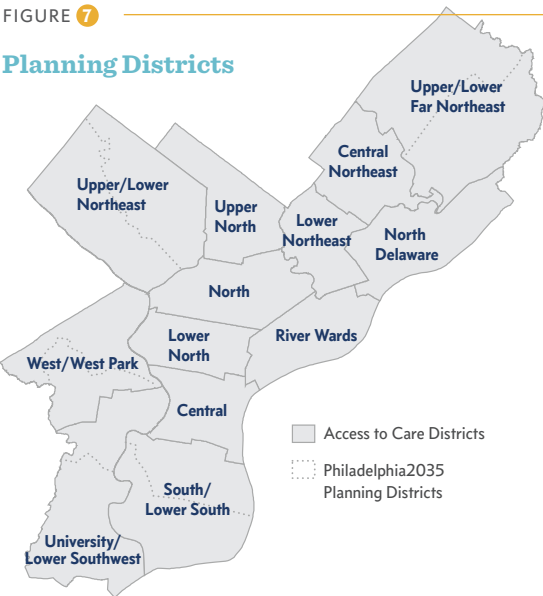 FIGURE 7
Planning Districts
Upper/Lower
Far Northeast
Central
Northeast
Upper/Lower
Northeast
Upper
North
Lower
Northeast
North
Delaware
North
Lower
North
River Wards
West/West Park
Central
Access to Care Districts
Philadelphia2035
Planning Districts
South/
Lower South
University/
Lower Southwest